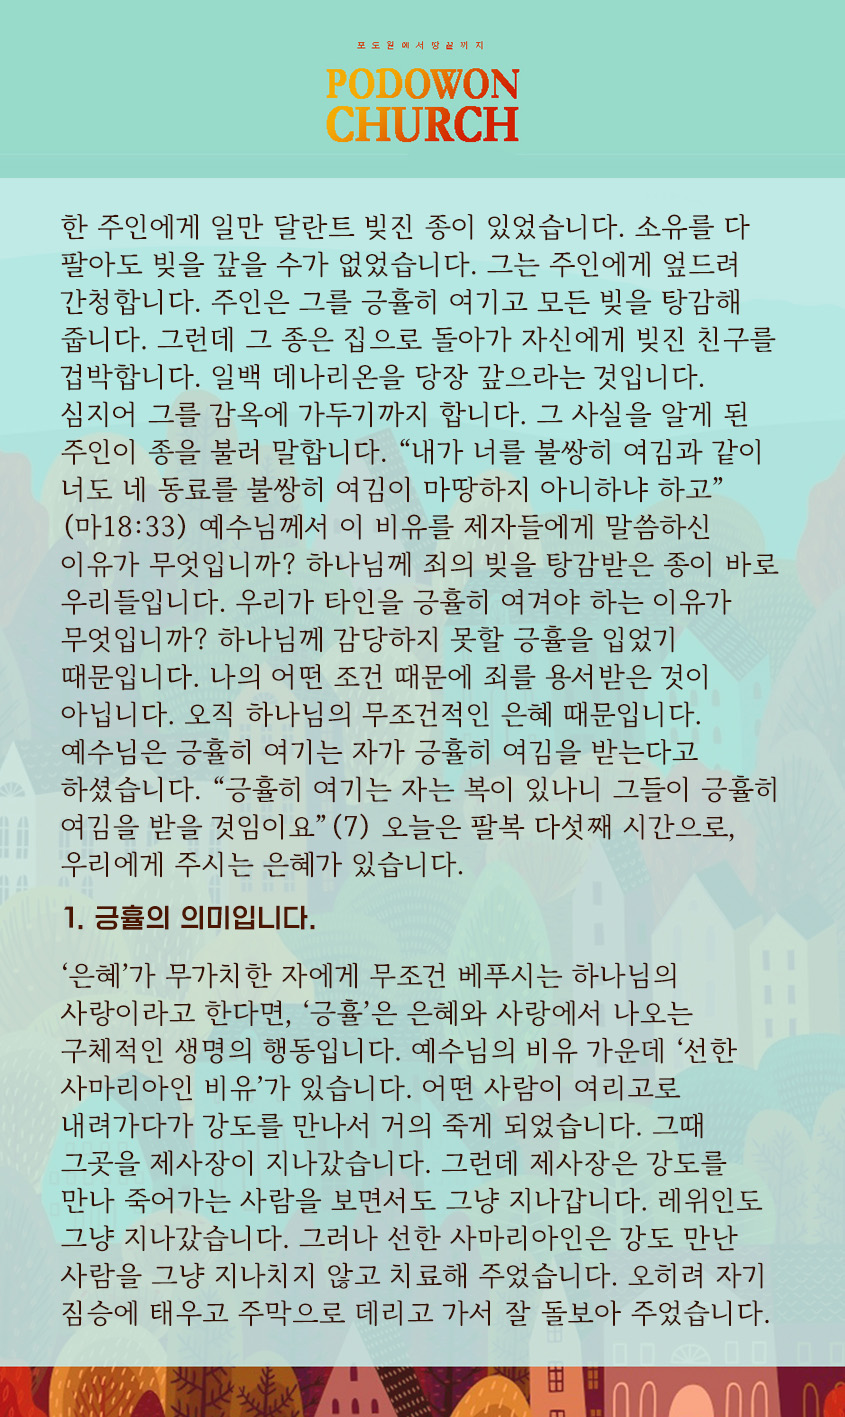 포도원에서땅끝까지
PODOWON
CHURCH
한 주인에게 일만 달란트 빚진 종이 있었습니다. 소유를 다
팔아도 빚을 갚을 수가 없었습니다. 그는 주인에게 엎드려
간청합니다. 주인은 그를 긍휼히 여기고 모든 빚을 탕감해
줍니다. 그런데 그 종은 집으로 돌아가 자신에게 빚진 친구를
겁박합니다. 일백 데나리온을 당장 갚으라는 것입니다.
심지어 그를 감옥에 가두기까지 합니다. 그 사실을 알게 된
주인이 종을 불러 말합니다. “내가 너를 불쌍히 여김과 같이
너도 네 동료를 불쌍히 여김이 마땅하지 아니하냐 하고”
(마18:33) 예수님께서 이 비유를 제자들에게 말씀하신
이유가 무엇입니까? 하나님께 죄의 빚을 탕감받은 종이 바로
우리들입니다. 우리가 타인을 긍휼히 여겨야 하는 이유가
무엇입니까? 하나님께 감당하지 못할 긍휼을 입었기
때문입니다. 나의 어떤 조건 때문에 죄를 용서받은 것이
아닙니다. 오직 하나님의 무조건적인 은혜 때문입니다.
예수님은 긍휼히 여기는 자가 긍휼히 여김을 받는다고
하셨습니다. “긍휼히 여기는 자는 복이 있나니 그들이 긍휼히
여김을 받을 것임이요”(7) 오늘은 팔복 다섯째 시간으로,
우리에게 주시는 은혜가 있습니다.
1. 긍휼의 의미입니다.
‘은혜’가 무가치한 자에게 무조건 베푸시는 하나님의
사랑이라고 한다면, ‘긍휼’은 은혜와 사랑에서 나오는
구체적인 생명의 행동입니다. 예수님의 비유 가운데 ‘선한
사마리아인 비유’가 있습니다. 어떤 사람이 여리고로
내려가다가 강도를 만나서 거의 죽게 되었습니다. 그때
그곳을 제사장이 지나갔습니다. 그런데 제사장은 강도를
만나 죽어가는 사람을 보면서도 그냥 지나갑니다. 레위인도
그냥 지나갔습니다. 그러나 선한 사마리아인은 강도 만난
사람을 그냥 지나치지 않고 치료해 주었습니다. 오히려 자기
짐승에 태우고 주막으로 데리고 가서 잘 돌보아 주었습니다.